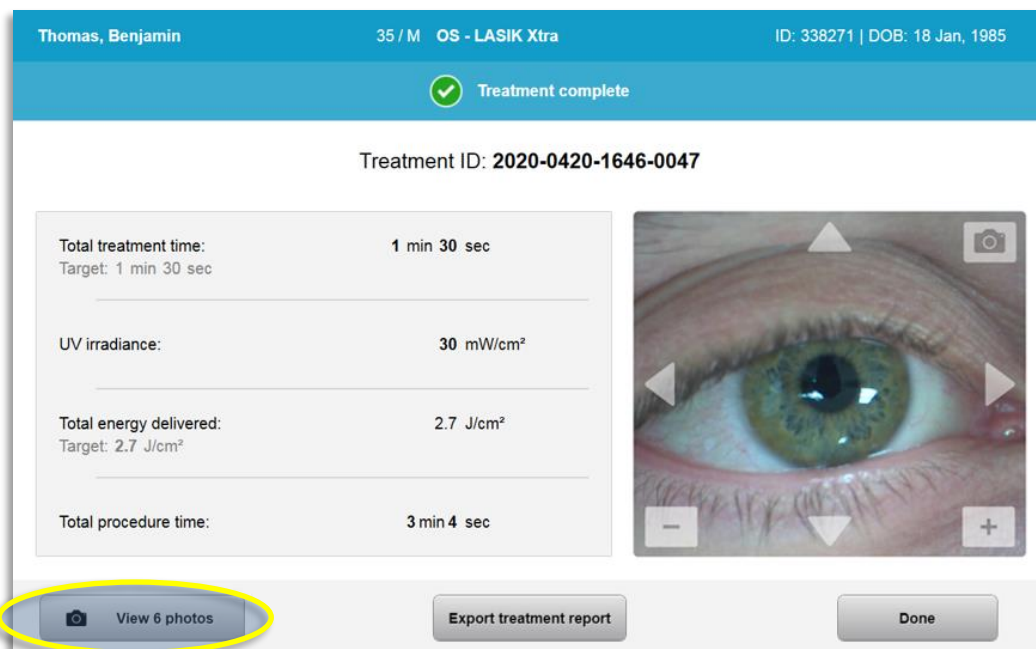 Thomas, Benjamin 35 / M OS - LASIK Xtra ID: 338271 | DOB: 18 Jan, 1985
Treatment complete
Treatment ID: 2020-0420-1646-0047
Total treatment time: 1 min 30 sec
Target: 1 min 30 sec
UV irradiance: 30 mW/cm²
Total energy delivered: 2.7 J/cm²
Target: 2.7 J/cm²
Total procedure time: 3 min 4 sec
View 6 photos Export treatment report Done